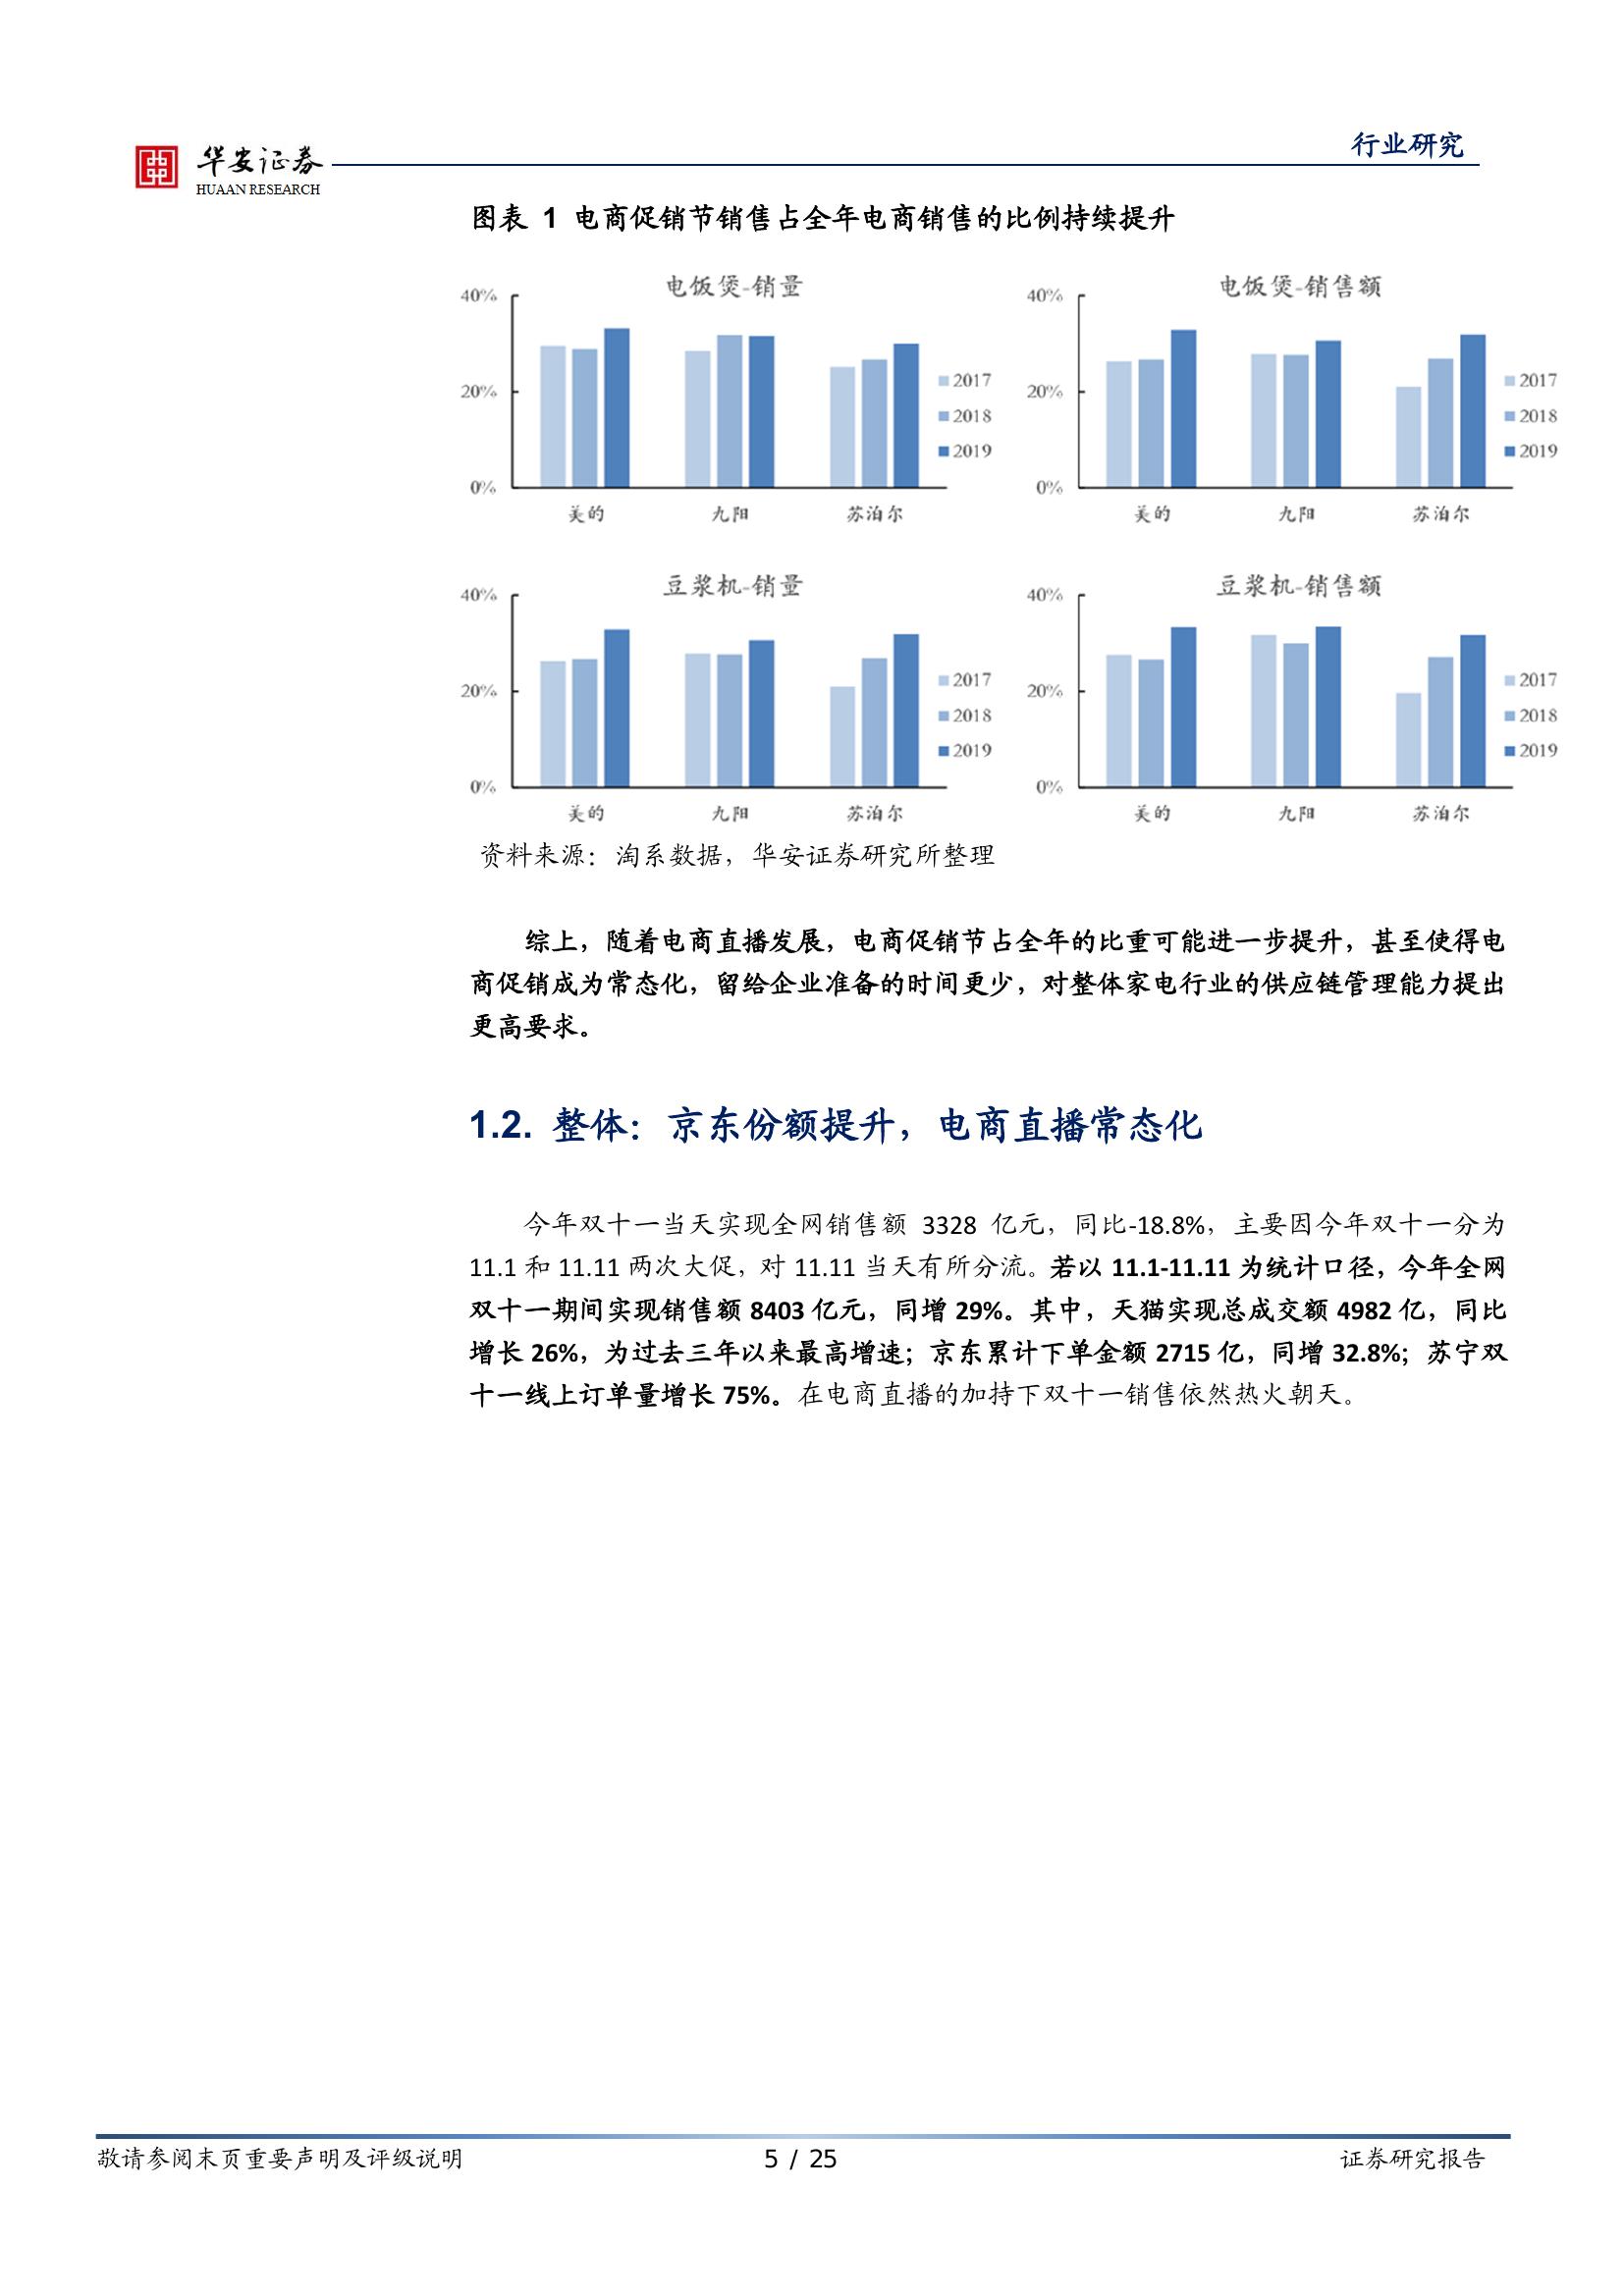 华安证券
HUAAN RESEARCH
行业研究
图表 1 电商促销节销售占全年电商销售的比例持续提升
电饭煲-销量
40%
20%
0%
美的 九阳 苏泊尔
2017
2018
2019
电饭煲-销售额
40%
20%
0%
美的 九阳 苏泊尔
2017
2018
2019
豆浆机-销量
40%
20%
0%
美的 九阳 苏泊尔
2017
2018
2019
豆浆机-销售额
40%
20%
0%
美的 九阳 苏泊尔
2017
2018
2019
资料来源：淘系数据，华安证券研究所整理
综上，随着电商直播发展，电商促销节占全年的比重可能进一步提升，甚至使得电
商促销成为常态化，留给企业准备的时间更少，对整体家电行业的供应链管理能力提出
更高要求。
1.2. 整体：京东份额提升，电商直播常态化
今年双十一当天实现全网销售额 3328 亿元，同比-18.8%，主要因今年双十一分为
11.1 和 11.11 两次大促，对 11.11 当天有所分流。若以 11.1-11.11 为统计口径，今年全网
双十一期间实现销售额 8403 亿元，同增 29%。其中，天猫实现总成交额 4982 亿，同比
增长 26%，为过去三年以来最高增速；京东累计下单金额 2715 亿，同增 32.8%；苏宁双
十一线上订单量增长 75%。在电商直播的加持下双十一销售依然热火朝天。
敬请参阅末页重要声明及评级说明
5 / 25
证券研究报告